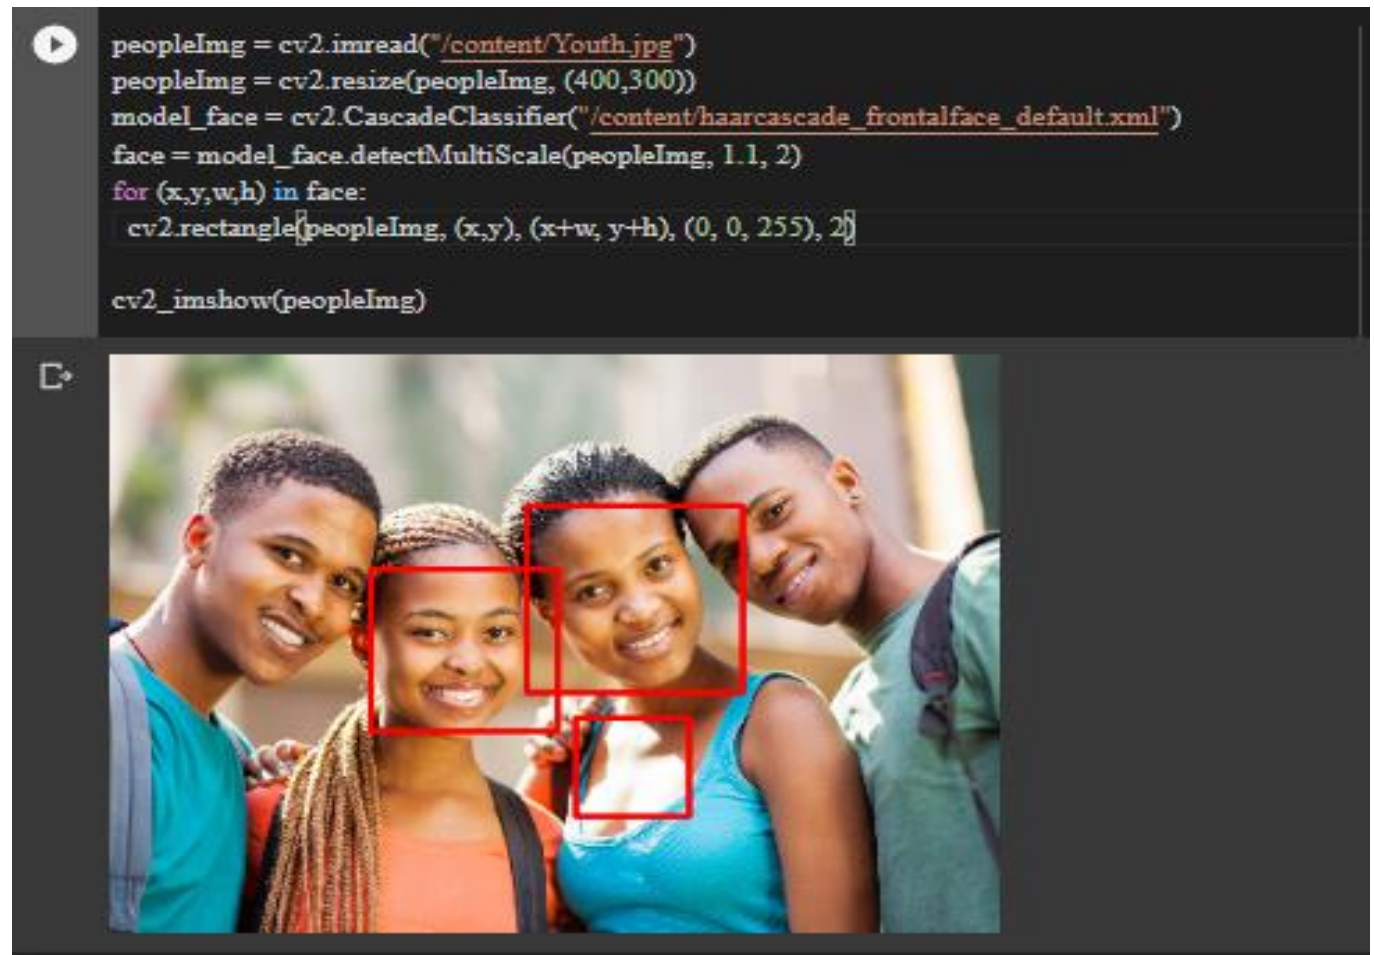 peopleImg = cv2.imread("/content/Youth.jpg")
peopleImg = cv2.resize(peopleImg, (400,300))
model_face = cv2.CascadeClassifier("/content/haarcascade_frontalface_default.xml")
face = model_face.detectMultiScale(peopleImg, 1.1, 2)
for (x,y,w,h) in face:
 cv2.rectangle(peopleImg, (x,y), (x+w, y+h), (0, 0, 255), 2)
cv2_imshow(peopleImg)